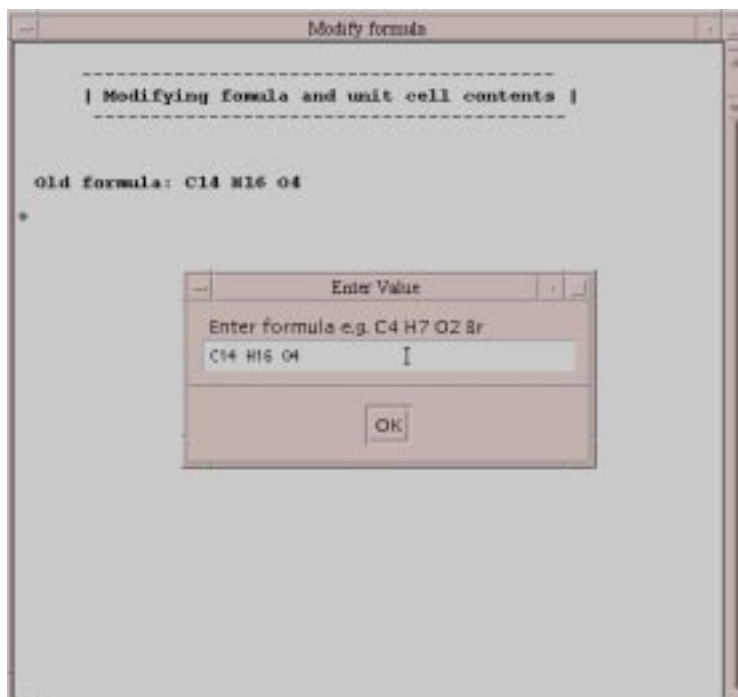 Modify formula
----------------------------------------
| Modifying fomula and unit cell contents |
----------------------------------------
Old formula: C14 H16 O4
Enter Value
Enter formula e.g. C4 H7 O2 Br
C14 H16 O4
OK